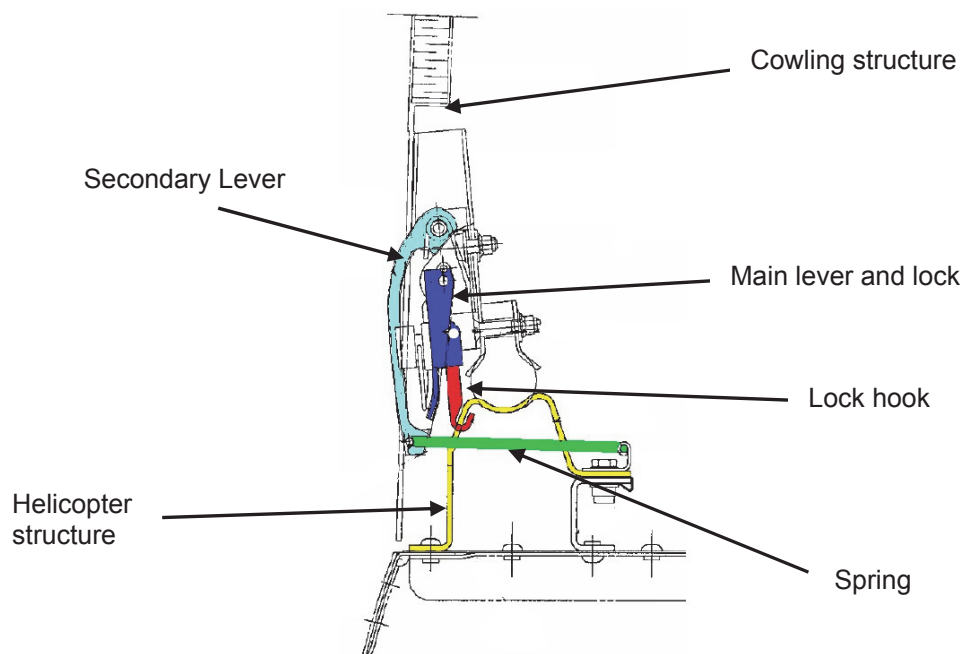 Cowling structure
Secondary Lever
Main lever and lock
Lock hook
Helicopter
structure
Spring